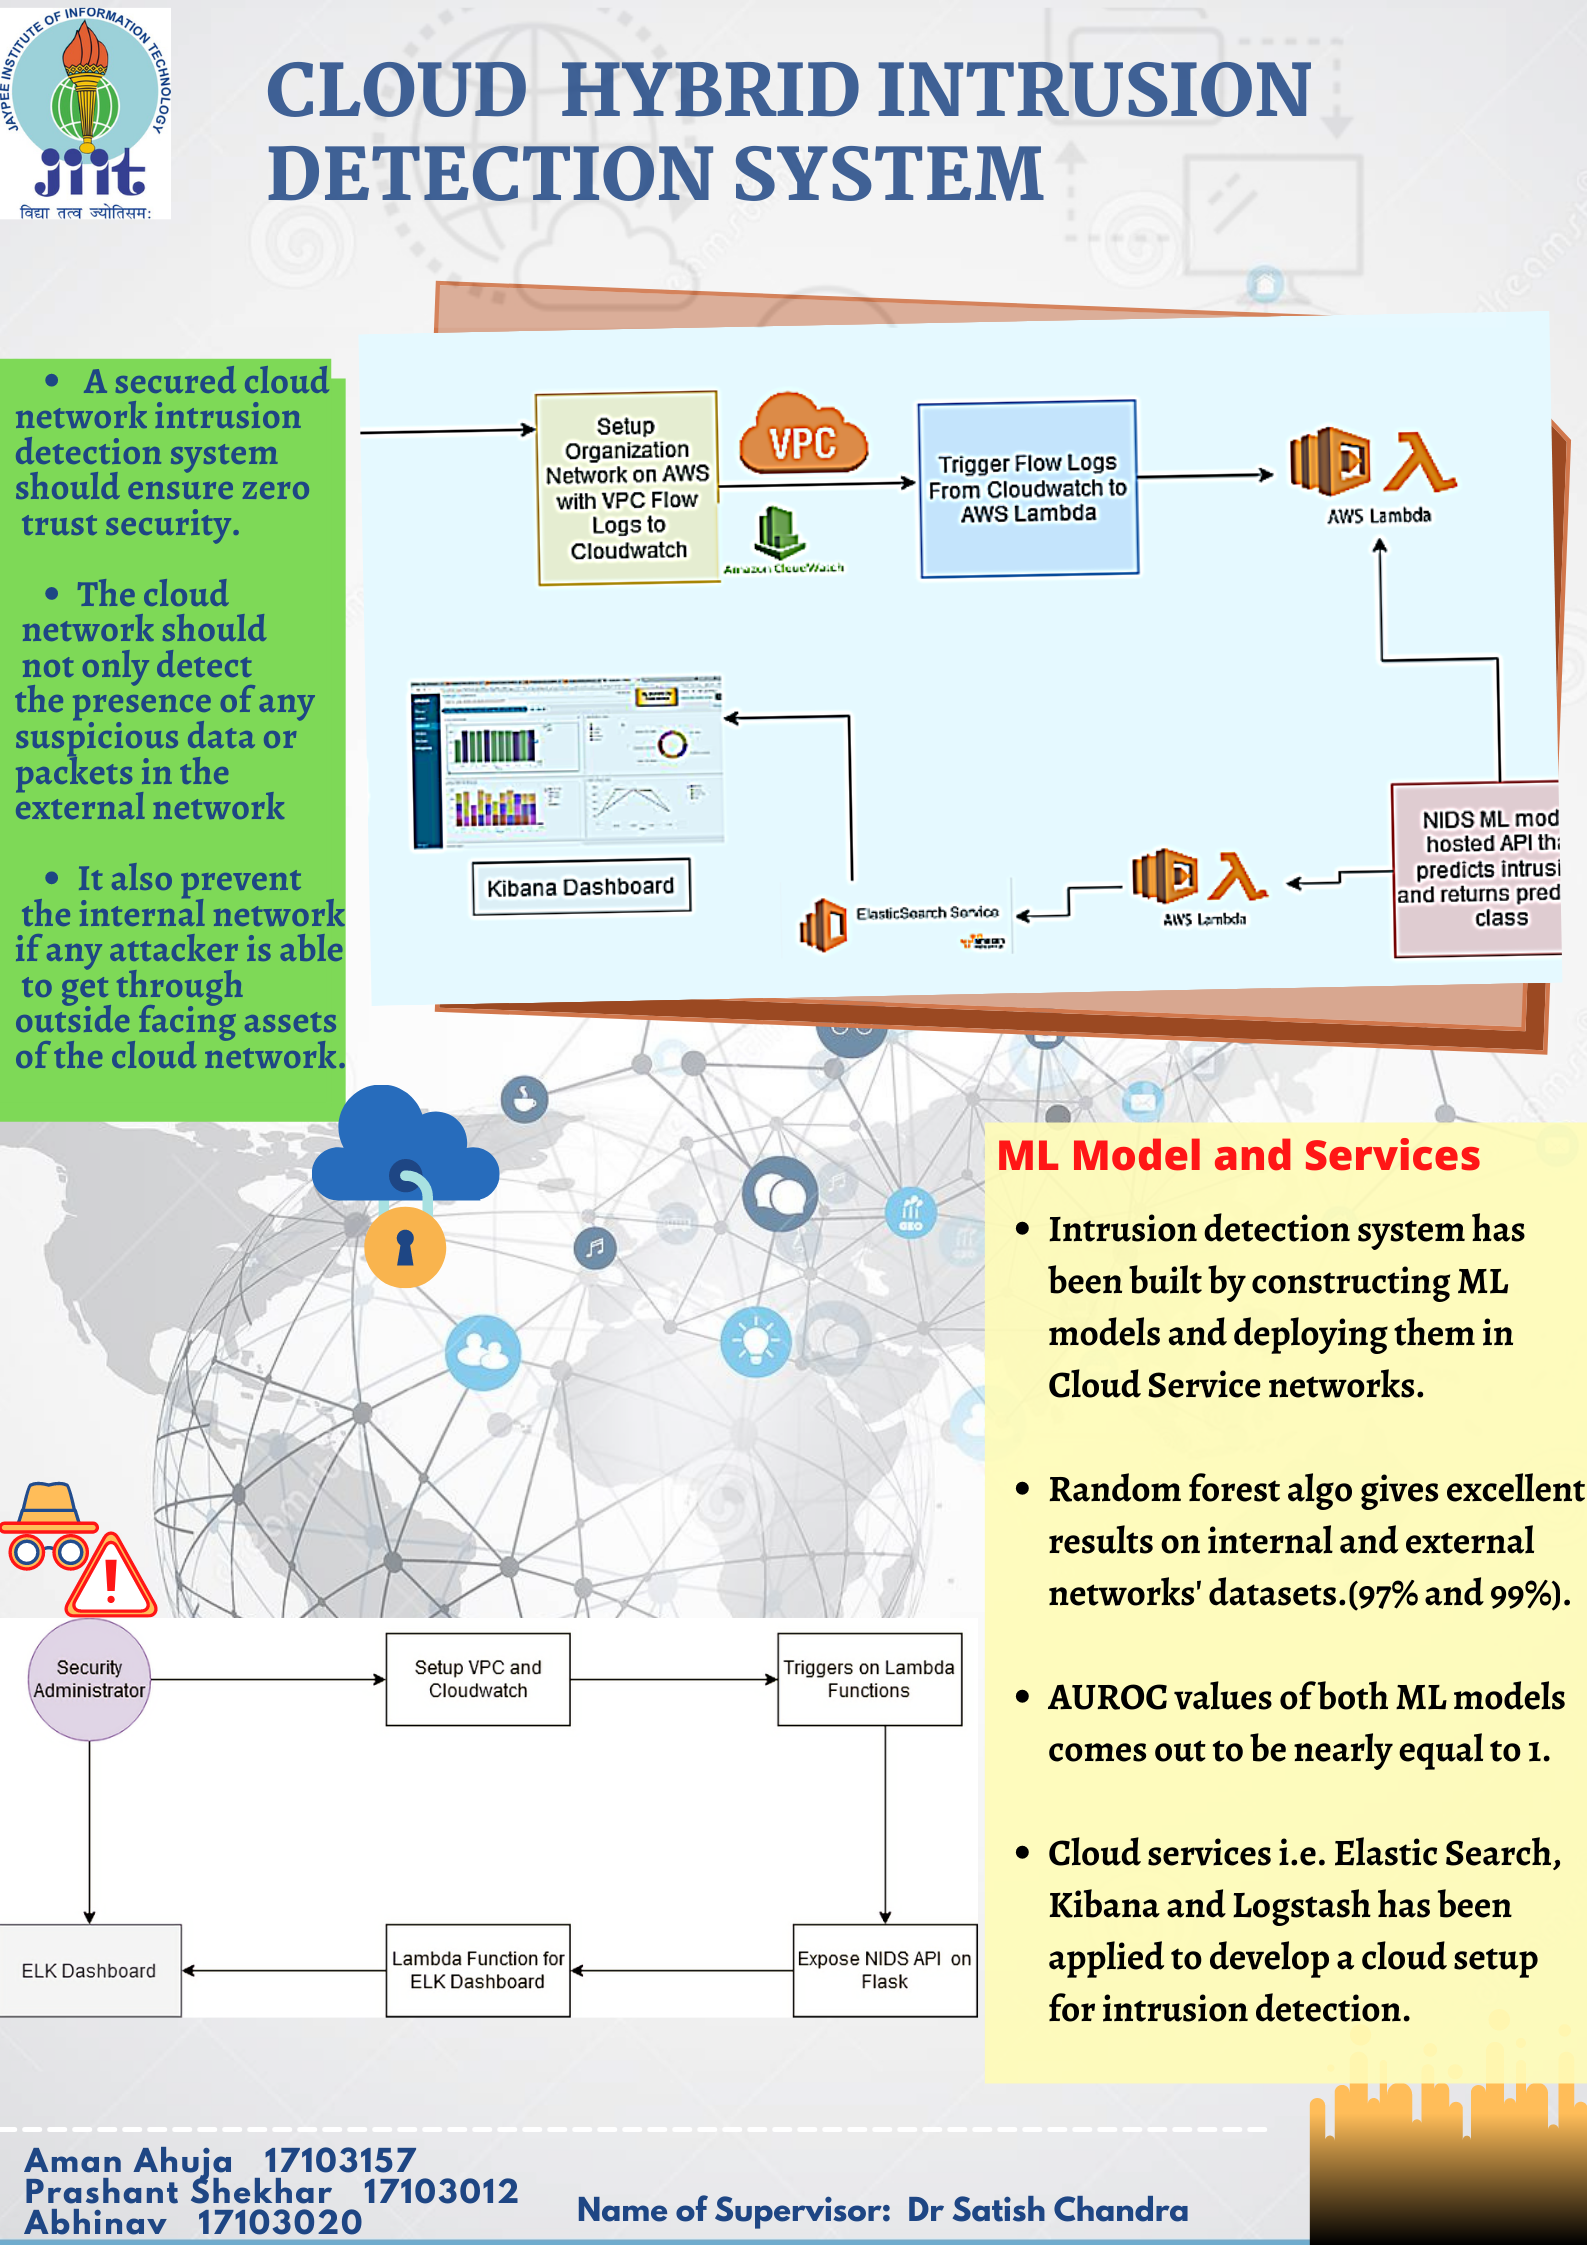 JAYPEE INSTITUTE OF INFORMATION TECHNOLOGY
jiit
विद्या तत्व ज्योतिसमः
CLOUD HYBRID INTRUSION
DETECTION SYSTEM
• A secured cloud
network intrusion
detection system
should ensure zero
trust security.
• The cloud
network should
not only detect
the presence of any
suspicious data or
packets in the
external network
• It also prevent
the internal network
if any attacker is able
to get through
outside facing assets
of the cloud network.
Setup
Organization
Network on AWS
with VPC Flow
Logs to
Cloudwatch
VPC
Amazon CloudWatch
Trigger Flow Logs
From Cloudwatch to
AWS Lambda
AWS Lambda
Kibana Dashboard
ElasticSearch Service
AWS Lambda
NIDS ML mod
hosted API tha
predicts intrusi
and returns pred
class
GEO
ML Model and Services
• Intrusion detection system has
been built by constructing ML
models and deploying them in
Cloud Service networks.
• Random forest algo gives excellent
results on internal and external
networks' datasets.(97% and 99%).
• AUROC values of both ML models
comes out to be nearly equal to 1.
• Cloud services i.e. Elastic Search,
Kibana and Logstash has been
applied to develop a cloud setup
for intrusion detection.
Security
Administrator
Setup VPC and
Cloudwatch
Triggers on Lambda
Functions
ELK Dashboard
Lambda Function for
ELK Dashboard
Expose NIDS API on
Flask
Aman Ahuja 17103157
Prashant Shekhar 17103012
Abhinav 17103020
Name of Supervisor: Dr Satish Chandra